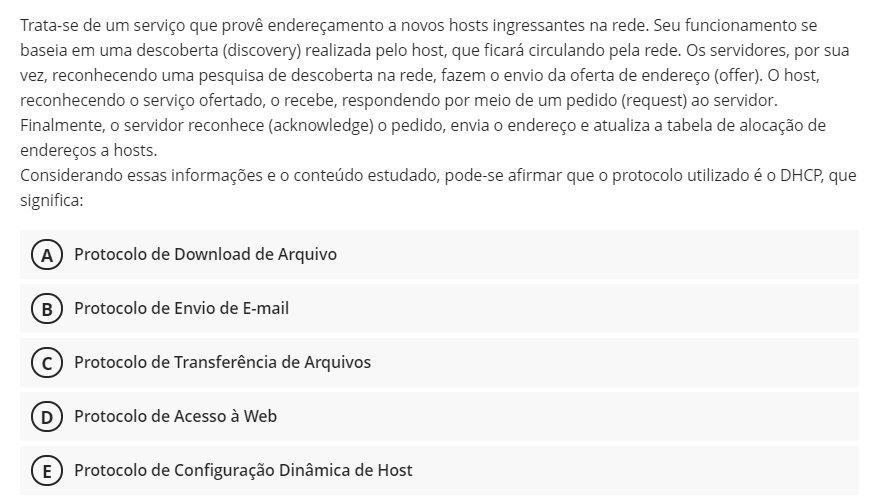 Trata-se de um serviço que provê endereçamento a novos hosts ingressantes na rede. Seu funcionamento se
baseia em uma descoberta (discovery) realizada pelo host, que ficará circulando pela rede. Os servidores, por sua
vez, reconhecendo uma pesquisa de descoberta na rede, fazem o envio da oferta de endereço (offer). O host,
reconhecendo o serviço ofertado, o recebe, respondendo por meio de um pedido (request) ao servidor.
Finalmente, o servidor reconhece (acknowledge) o pedido, envia o endereço e atualiza a tabela de alocação de
endereços a hosts.
Considerando essas informações e o conteúdo estudado, pode-se afirmar que o protocolo utilizado é o DHCP, que
significa:
A Protocolo de Download de Arquivo
B Protocolo de Envio de E-mail
C Protocolo de Transferência de Arquivos
D Protocolo de Acesso à Web
E Protocolo de Configuração Dinâmica de Host